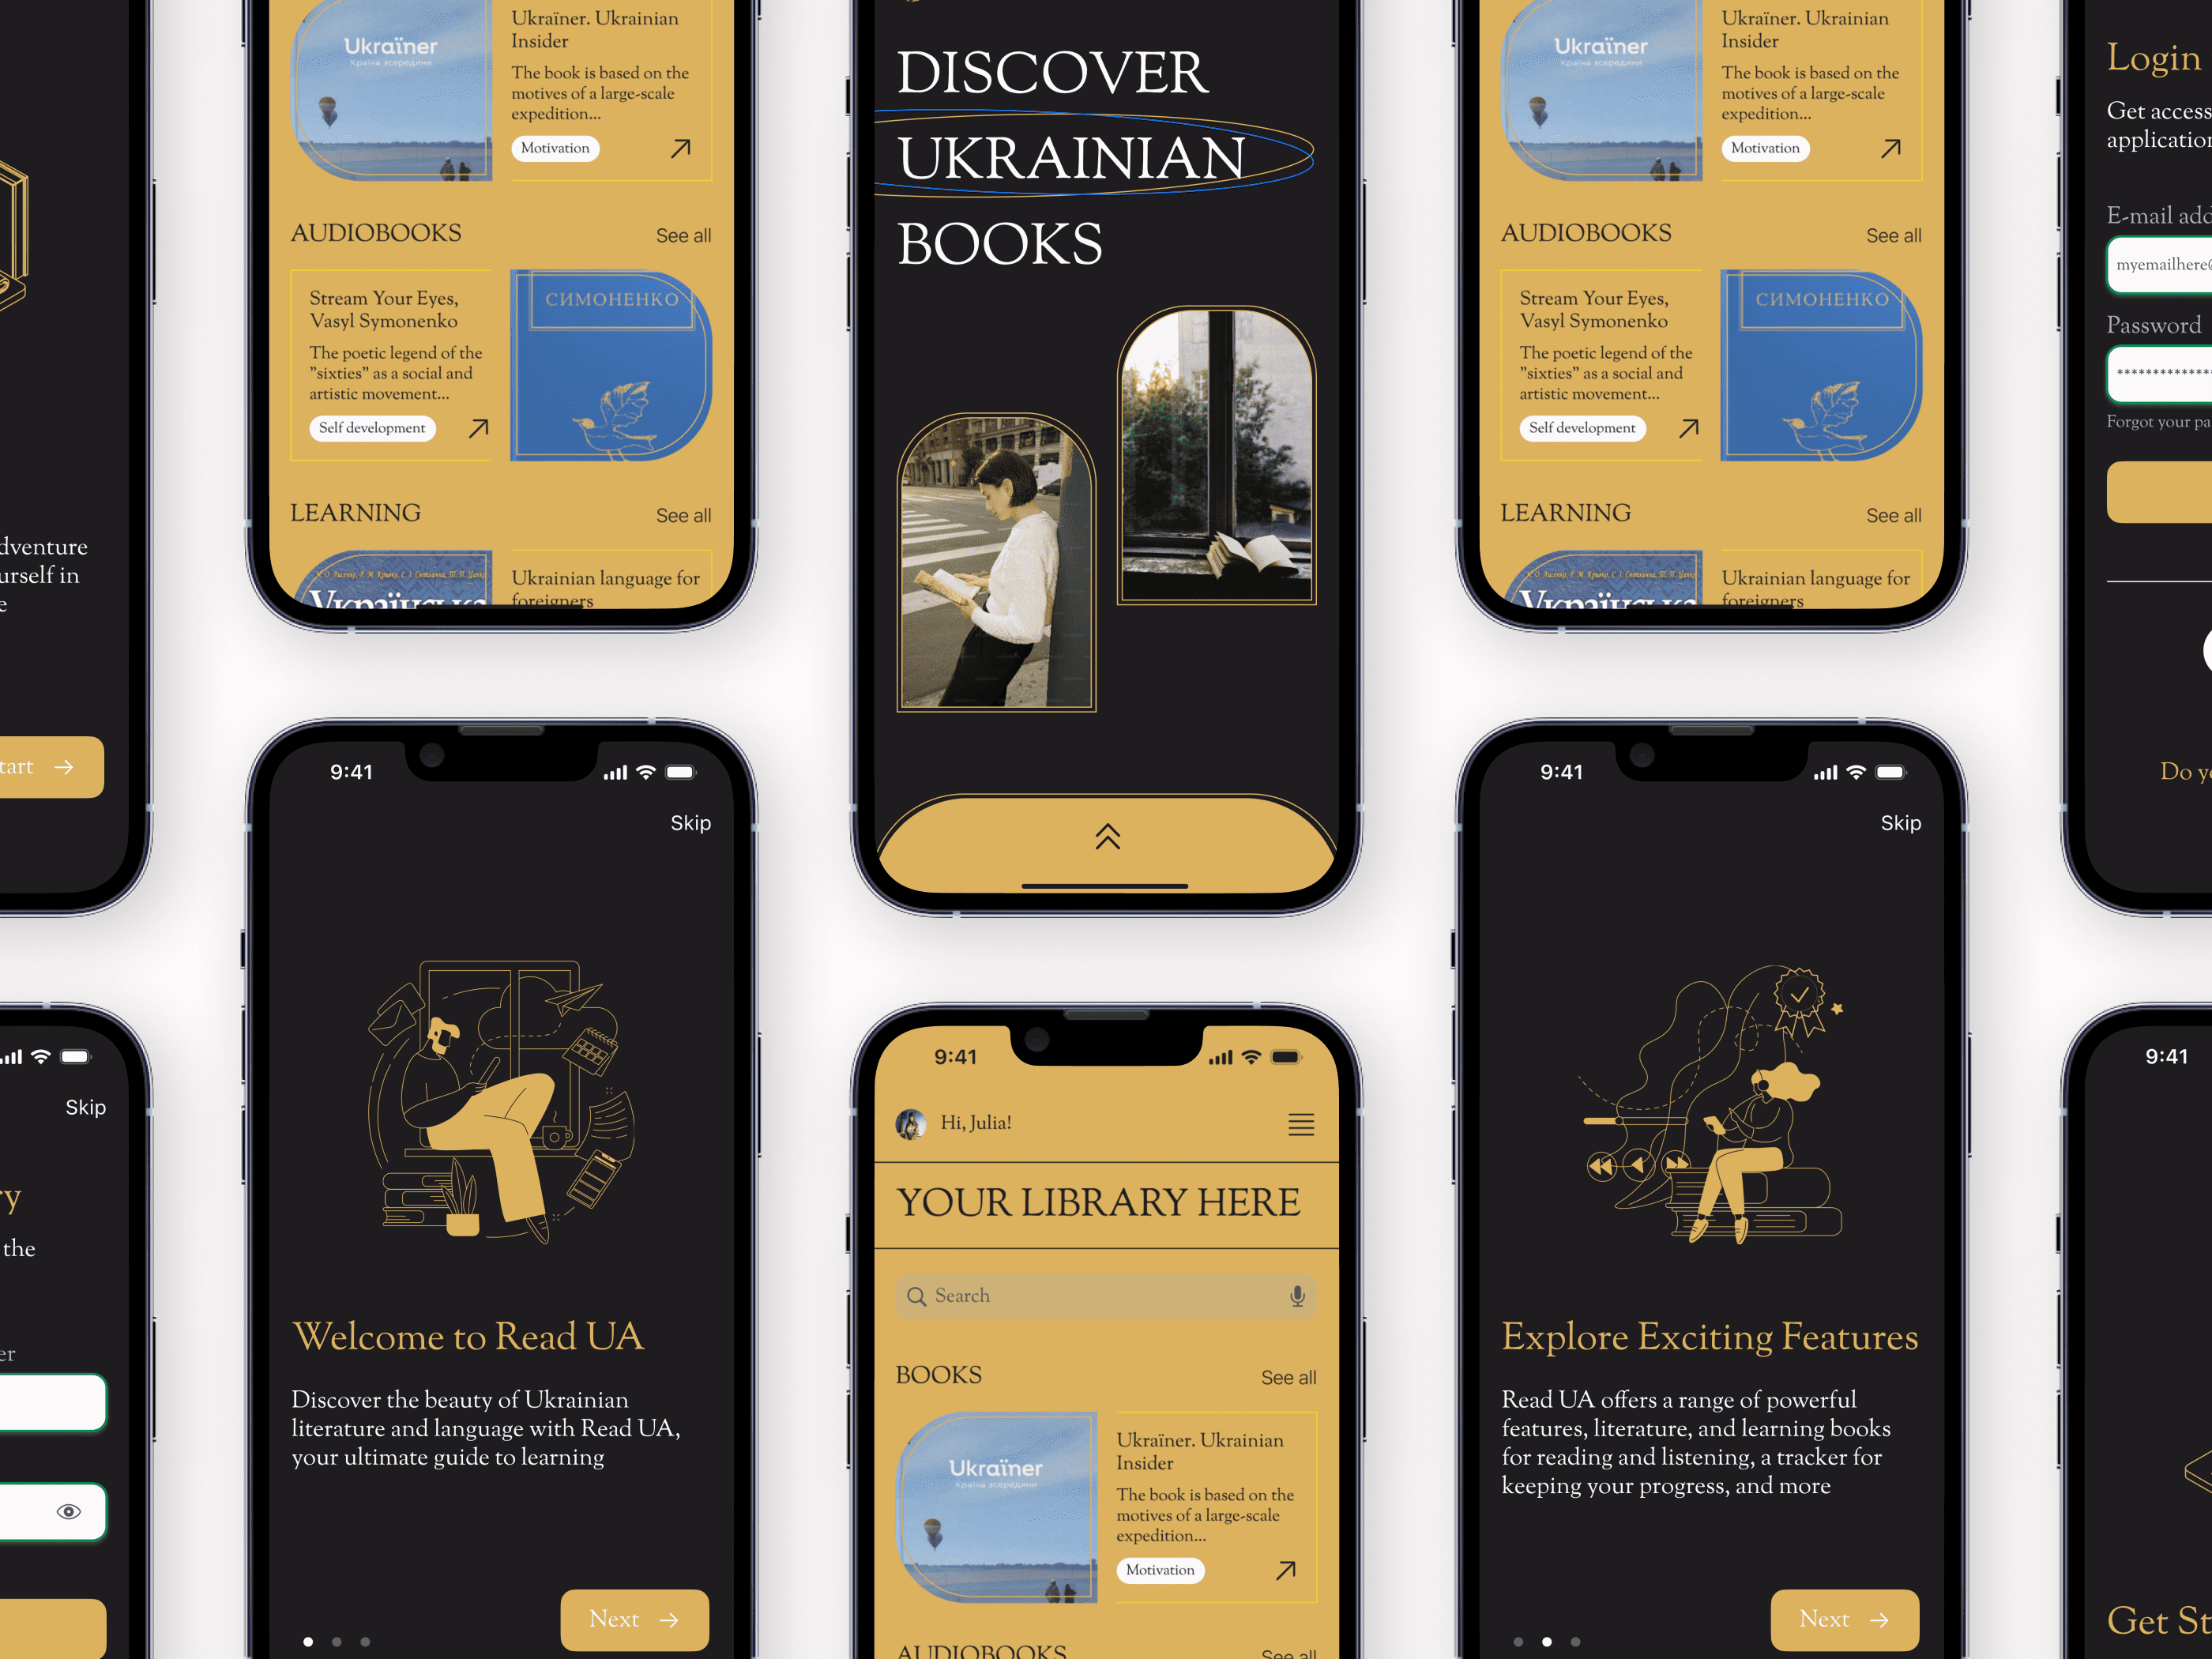 dventure
urself in
e
tart
Skip
ry
the
er
Ukraïner
Країна зсередини
Ukraïner. Ukrainian
Insider
The book is based on the
motives of a large-scale
expedition...
Motivation
AUDIOBOOKS
See all
Stream Your Eyes,
Vasyl Symonenko
The poetic legend of the
"sixties" as a social and
artistic movement...
Self development
СИМОНЕНКО
LEARNING
See all
Українська
Ukrainian language for
foreigners
9:41
Skip
Welcome to Read UA
Discover the beauty of Ukrainian
literature and language with Read UA,
your ultimate guide to learning
Next
DISCOVER
UKRAINIAN
BOOKS
9:41
Hi, Julia!
YOUR LIBRARY HERE
Search
BOOKS
See all
Ukraïner
Країна зсередини
Ukraïner. Ukrainian
Insider
The book is based on the
motives of a large-scale
expedition...
Motivation
AUDIOBOOKS
See all
Ukraïner
Країна зсередини
Ukraïner. Ukrainian
Insider
The book is based on the
motives of a large-scale
expedition...
Motivation
AUDIOBOOKS
See all
Stream Your Eyes,
Vasyl Symonenko
The poetic legend of the
"sixties" as a social and
artistic movement...
Self development
СИМОНЕНКО
LEARNING
See all
Українська
Ukrainian language for
foreigners
9:41
Skip
Explore Exciting Features
Read UA offers a range of powerful
features, literature, and learning books
for reading and listening, a tracker for
keeping your progress, and more
Next
Login
Get access
application
E-mail add
myemailhere@
Password
**************
Forgot your pa
Do y
9:41
Get St